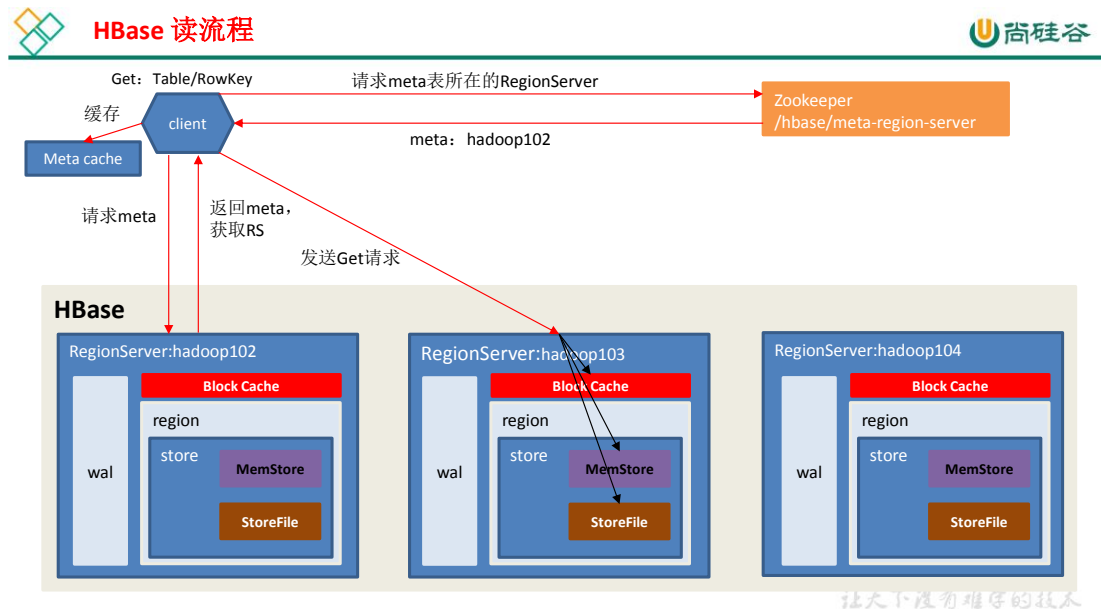 HBase 读流程
尚硅谷
Get：Table/RowKey
请求meta表所在的RegionServer
Zookeeper
/hbase/meta-region-server
缓存
client
meta：hadoop102
Meta cache
请求meta
返回meta，
获取RS
发送Get请求
HBase
RegionServer:hadoop102
Block Cache
region
wal
store
MemStore
StoreFile
RegionServer:hadoop103
Block Cache
region
wal
store
MemStore
StoreFile
RegionServer:hadoop104
Block Cache
region
wal
store
MemStore
StoreFile
让天下没有难学的技术